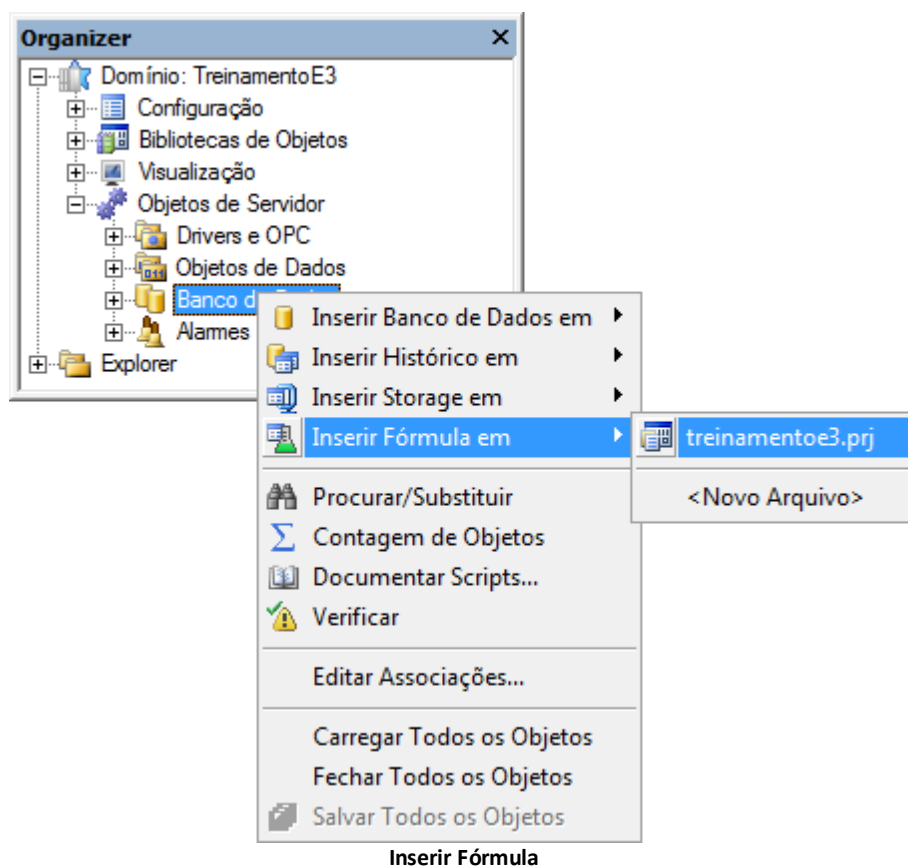 Organizer
Domínio: TreinamentoE3
Configuração
Bibliotecas de Objetos
Visualização
Objetos de Servidor
Drivers e OPC
Objetos de Dados
Banco d
Alarmes
Explorer
Inserir Banco de Dados em
Inserir Histórico em
Inserir Storage em
Inserir Fórmula em
treinamentoe3.prj
<Novo Arquivo>
Procurar/Substituir
Contagem de Objetos
Documentar Scripts...
Verificar
Editar Associações...
Carregar Todos os Objetos
Fechar Todos os Objetos
Salvar Todos os Objetos
Inserir Fórmula